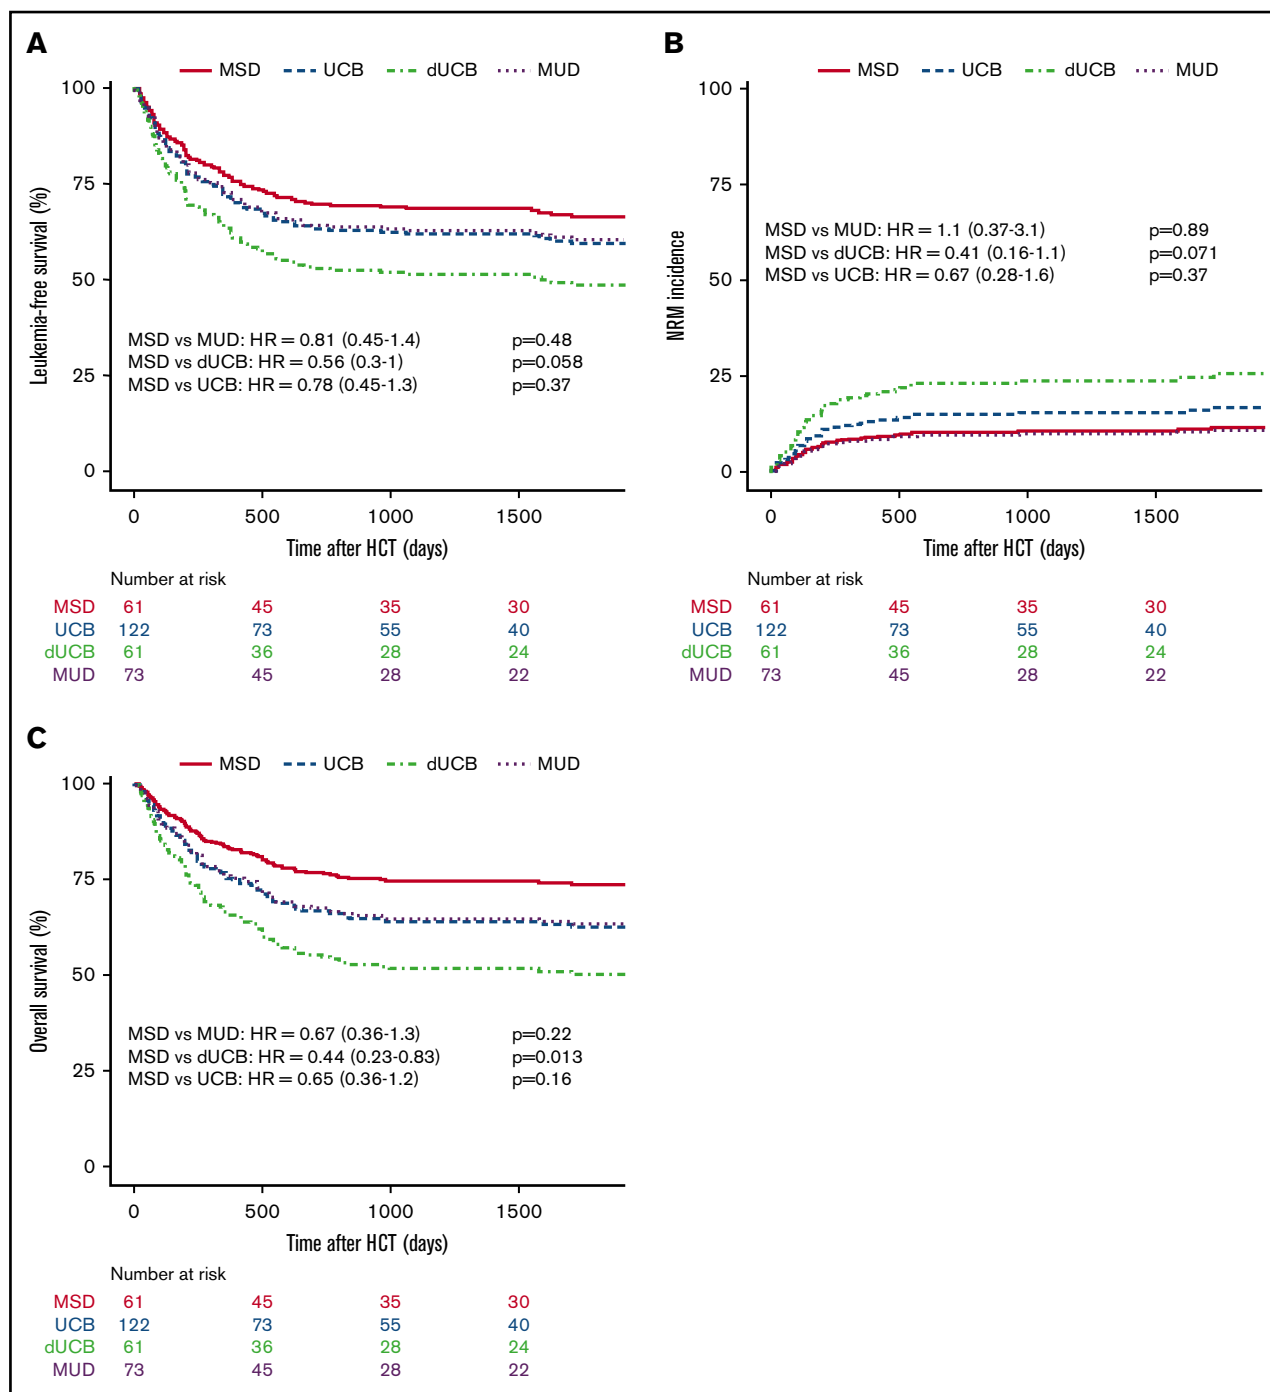 A
MSD UCB dUCB MUD
Leukemia-free survival (%)
100
75
50
25
0
MSD vs MUD: HR = 0.81 (0.45-1.4) p=0.48
MSD vs dUCB: HR = 0.56 (0.3-1) p=0.058
MSD vs UCB: HR = 0.78 (0.45-1.3) p=0.37
0 500 1000 1500
Time after HCT (days)
Number at risk
MSD 61 45 35 30
UCB 122 73 55 40
dUCB 61 36 28 24
MUD 73 45 28 22
B
MSD UCB dUCB MUD
NRM incidence
100
75
50
25
0
MSD vs MUD: HR = 1.1 (0.37-3.1) p=0.89
MSD vs dUCB: HR = 0.41 (0.16-1.1) p=0.071
MSD vs UCB: HR = 0.67 (0.28-1.6) p=0.37
0 500 1000 1500
Time after HCT (days)
Number at risk
MSD 61 45 35 30
UCB 122 73 55 40
dUCB 61 36 28 24
MUD 73 45 28 22
C
MSD UCB dUCB MUD
Overall survival (%)
100
75
50
25
0
MSD vs MUD: HR = 0.67 (0.36-1.3) p=0.22
MSD vs dUCB: HR = 0.44 (0.23-0.83) p=0.013
MSD vs UCB: HR = 0.65 (0.36-1.2) p=0.16
0 500 1000 1500
Time after HCT (days)
Number at risk
MSD 61 45 35 30
UCB 122 73 55 40
dUCB 61 36 28 24
MUD 73 45 28 22